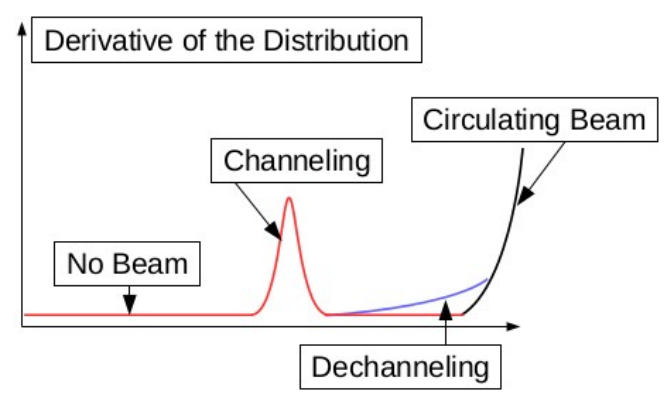 Derivative of the Distribution
Circulating Beam
Channeling
No Beam
Dechanneling